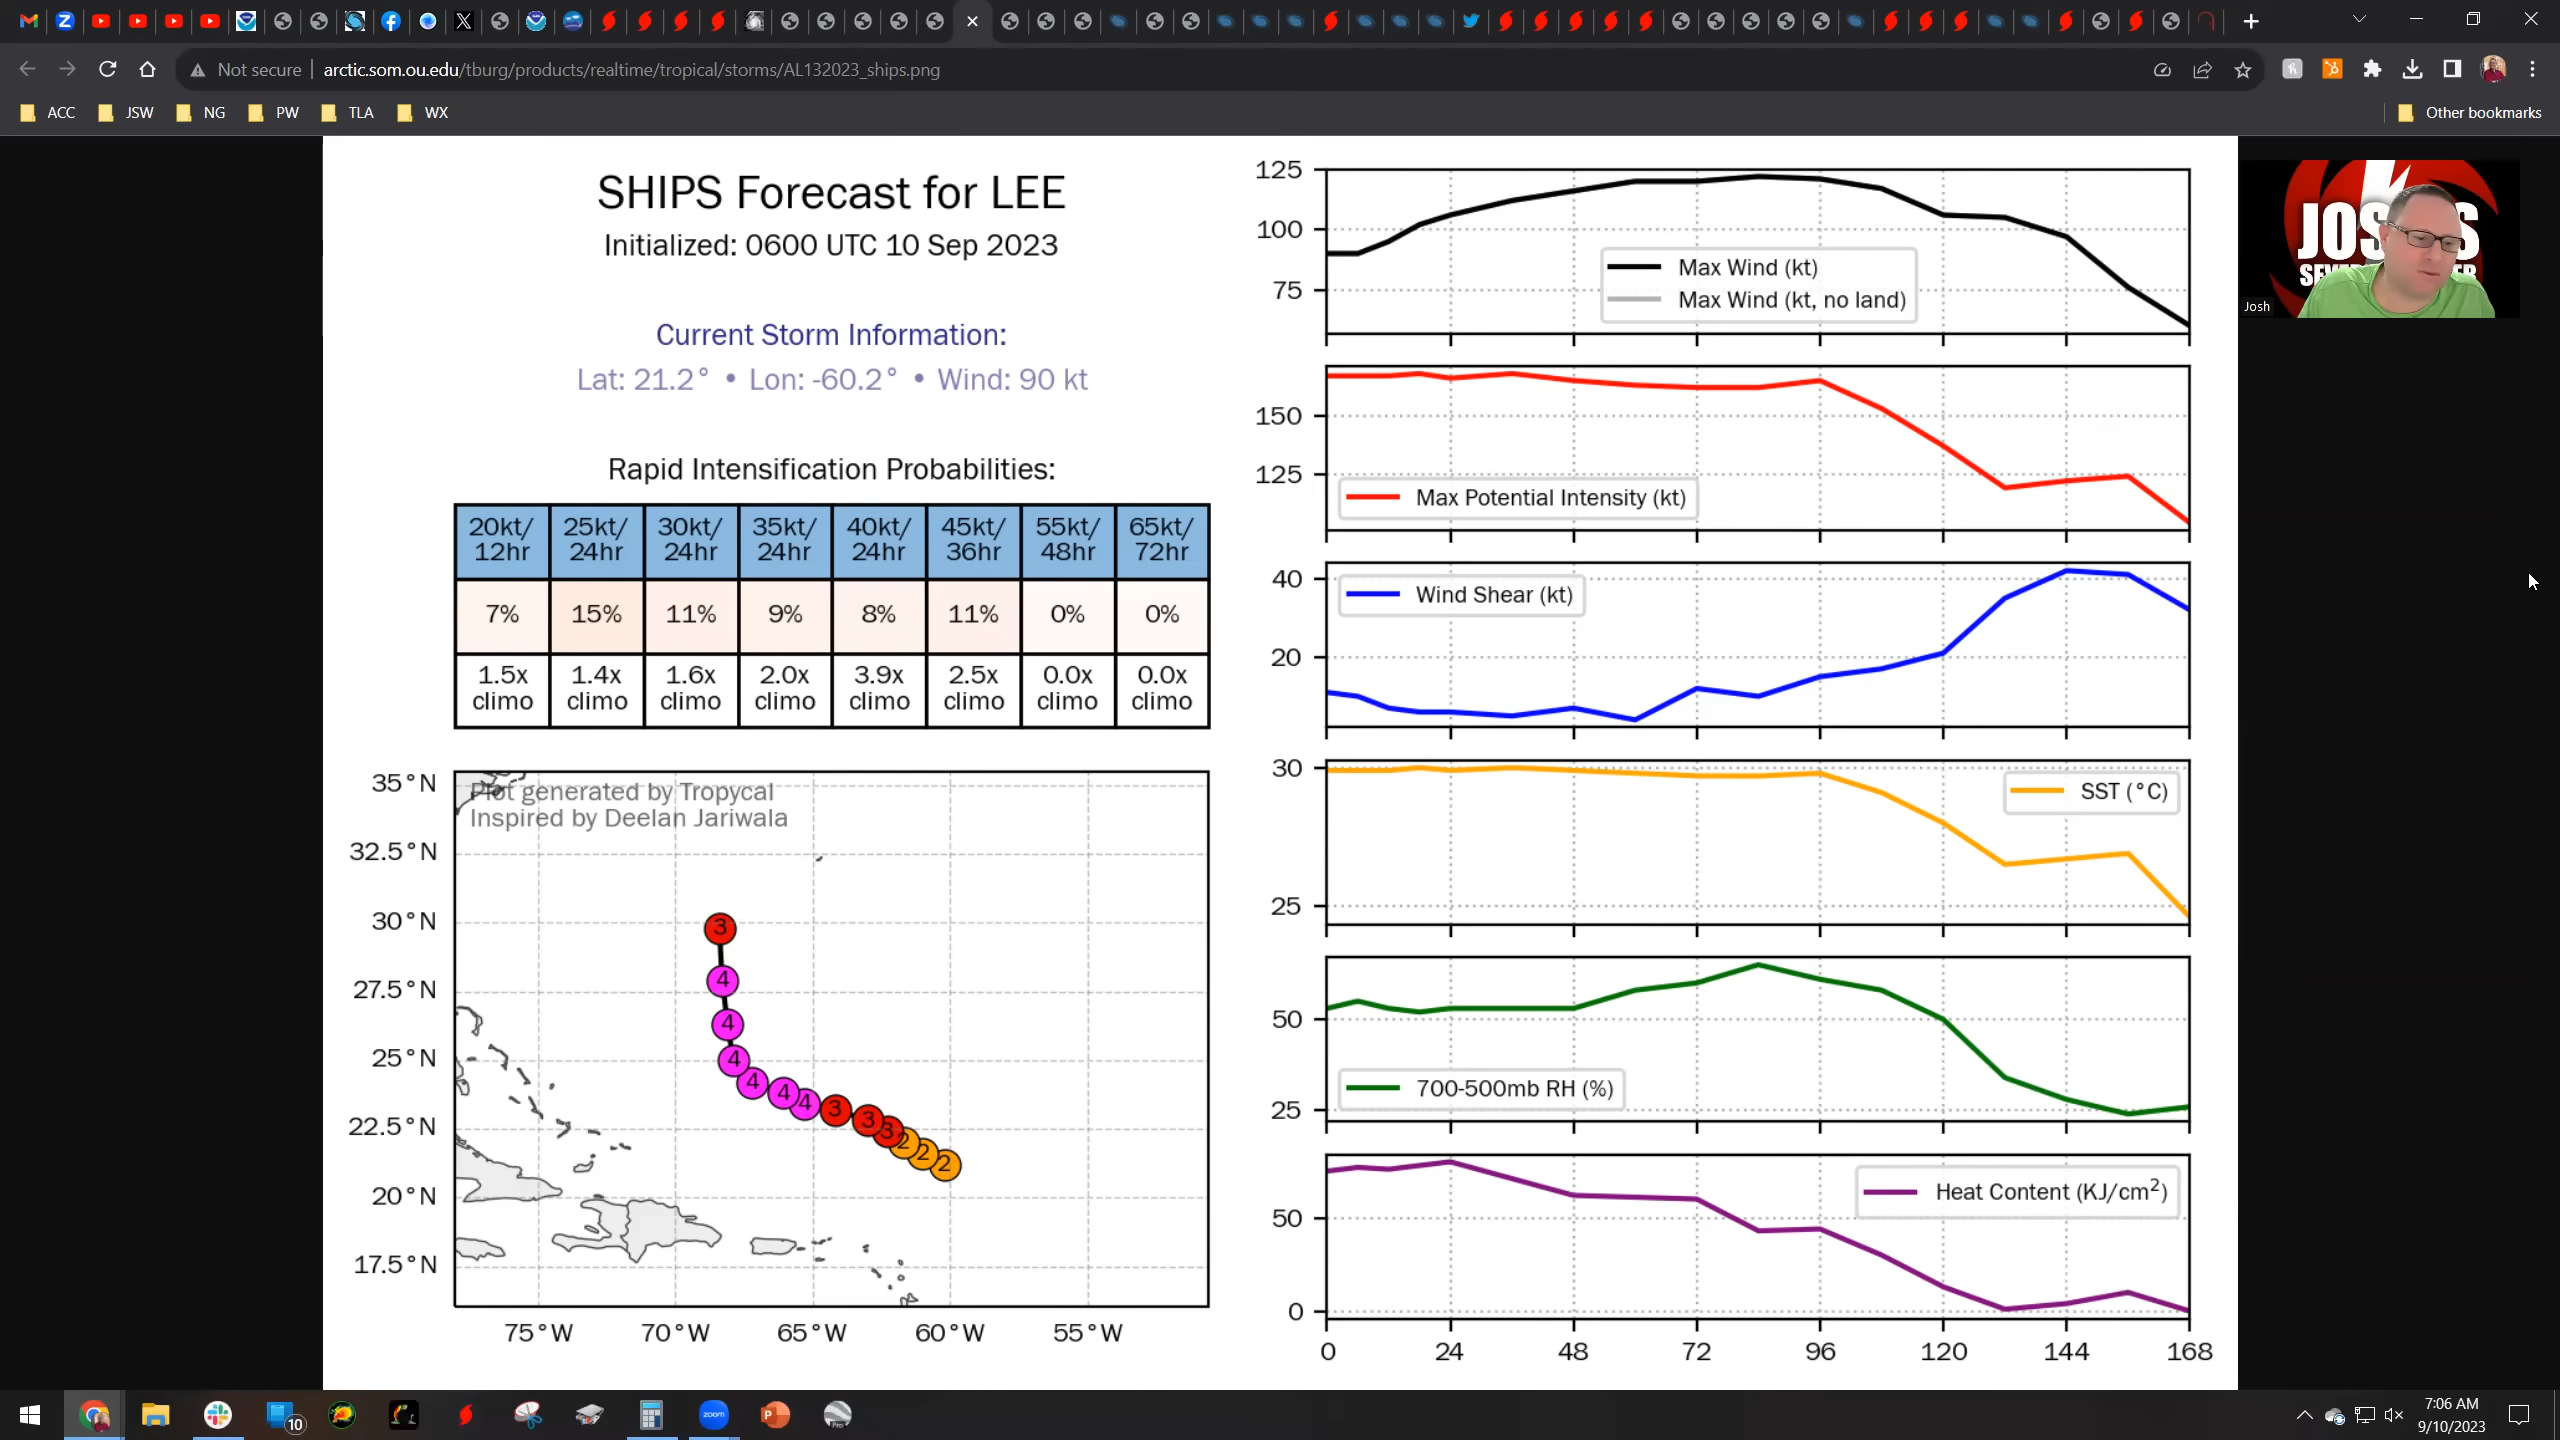 Not secure | arctic.som.ou.edu/tburg/products/realtime/tropical/storms/AL132023_ships.png
ACC JSW NG PW TLA WX Other bookmarks
SHIPS Forecast for LEE
Initialized: 0600 UTC 10 Sep 2023
Current Storm Information:
Lat: 21.2° • Lon: -60.2° • Wind: 90 kt
Rapid Intensification Probabilities:
20kt/ 25kt/ 30kt/ 35kt/ 40kt/ 45kt/ 55kt/ 65kt/
12hr 24hr 24hr 24hr 24hr 36hr 48hr 72hr
7% 15% 11% 9% 8% 11% 0% 0%
1.5x 1.4x 1.6x 2.0x 3.9x 2.5x 0.0x 0.0x
climo climo climo climo climo climo climo climo
35°N
Plot generated by Tropycal
Inspired by Deelan Jariwala
32.5°N
30°N
27.5°N
25°N
22.5°N
20°N
17.5°N
3
4
4
4
4
4
4
3
3
3
2
2
2
75°W 70°W 65°W 60°W 55°W
125
100
75
Max Wind (kt)
Max Wind (kt, no land)
150
125
Max Potential Intensity (kt)
40
20
Wind Shear (kt)
30
25
SST (°C)
50
25
700-500mb RH (%)
50
0
Heat Content (KJ/cm²)
0 24 48 72 96 120 144 168
Josh
10
zoom
7:06 AM
9/10/2023